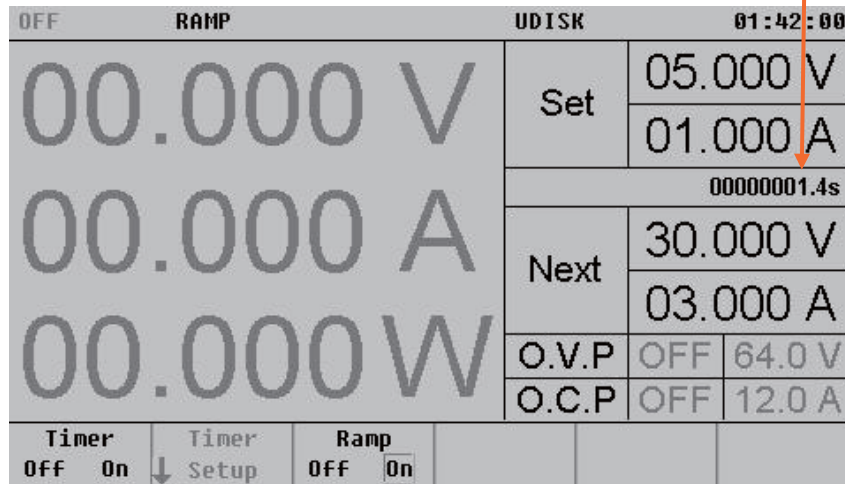 OFF RAMP UDISK 01:42:00
00.000 V
00.000 A
00.000 W
Set
05.000 V
01.000 A
00000001.4s
Next
30.000 V
03.000 A
O.V.P OFF 64.0 V
O.C.P OFF 12.0 A
Timer
Off On
Timer
↓ Setup
Ramp
Off On